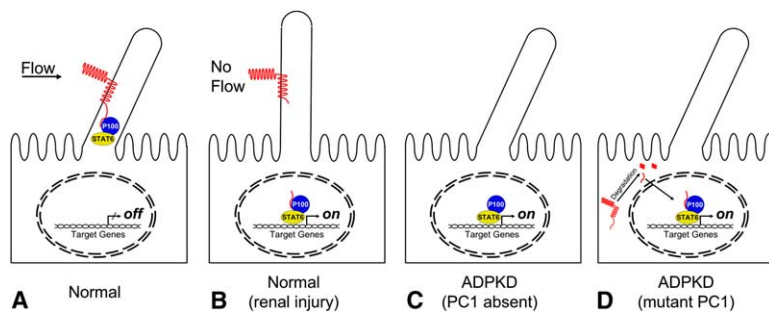 Flow
P100
STAT6
off
Target Genes
A
Normal
No
Flow
P100
STAT6
on
Target Genes
B
Normal
(renal injury)
P100
STAT6
on
Target Genes
C
ADPKD
(PC1 absent)
Degradation
P100
STAT6
on
Target Genes
D
ADPKD
(mutant PC1)